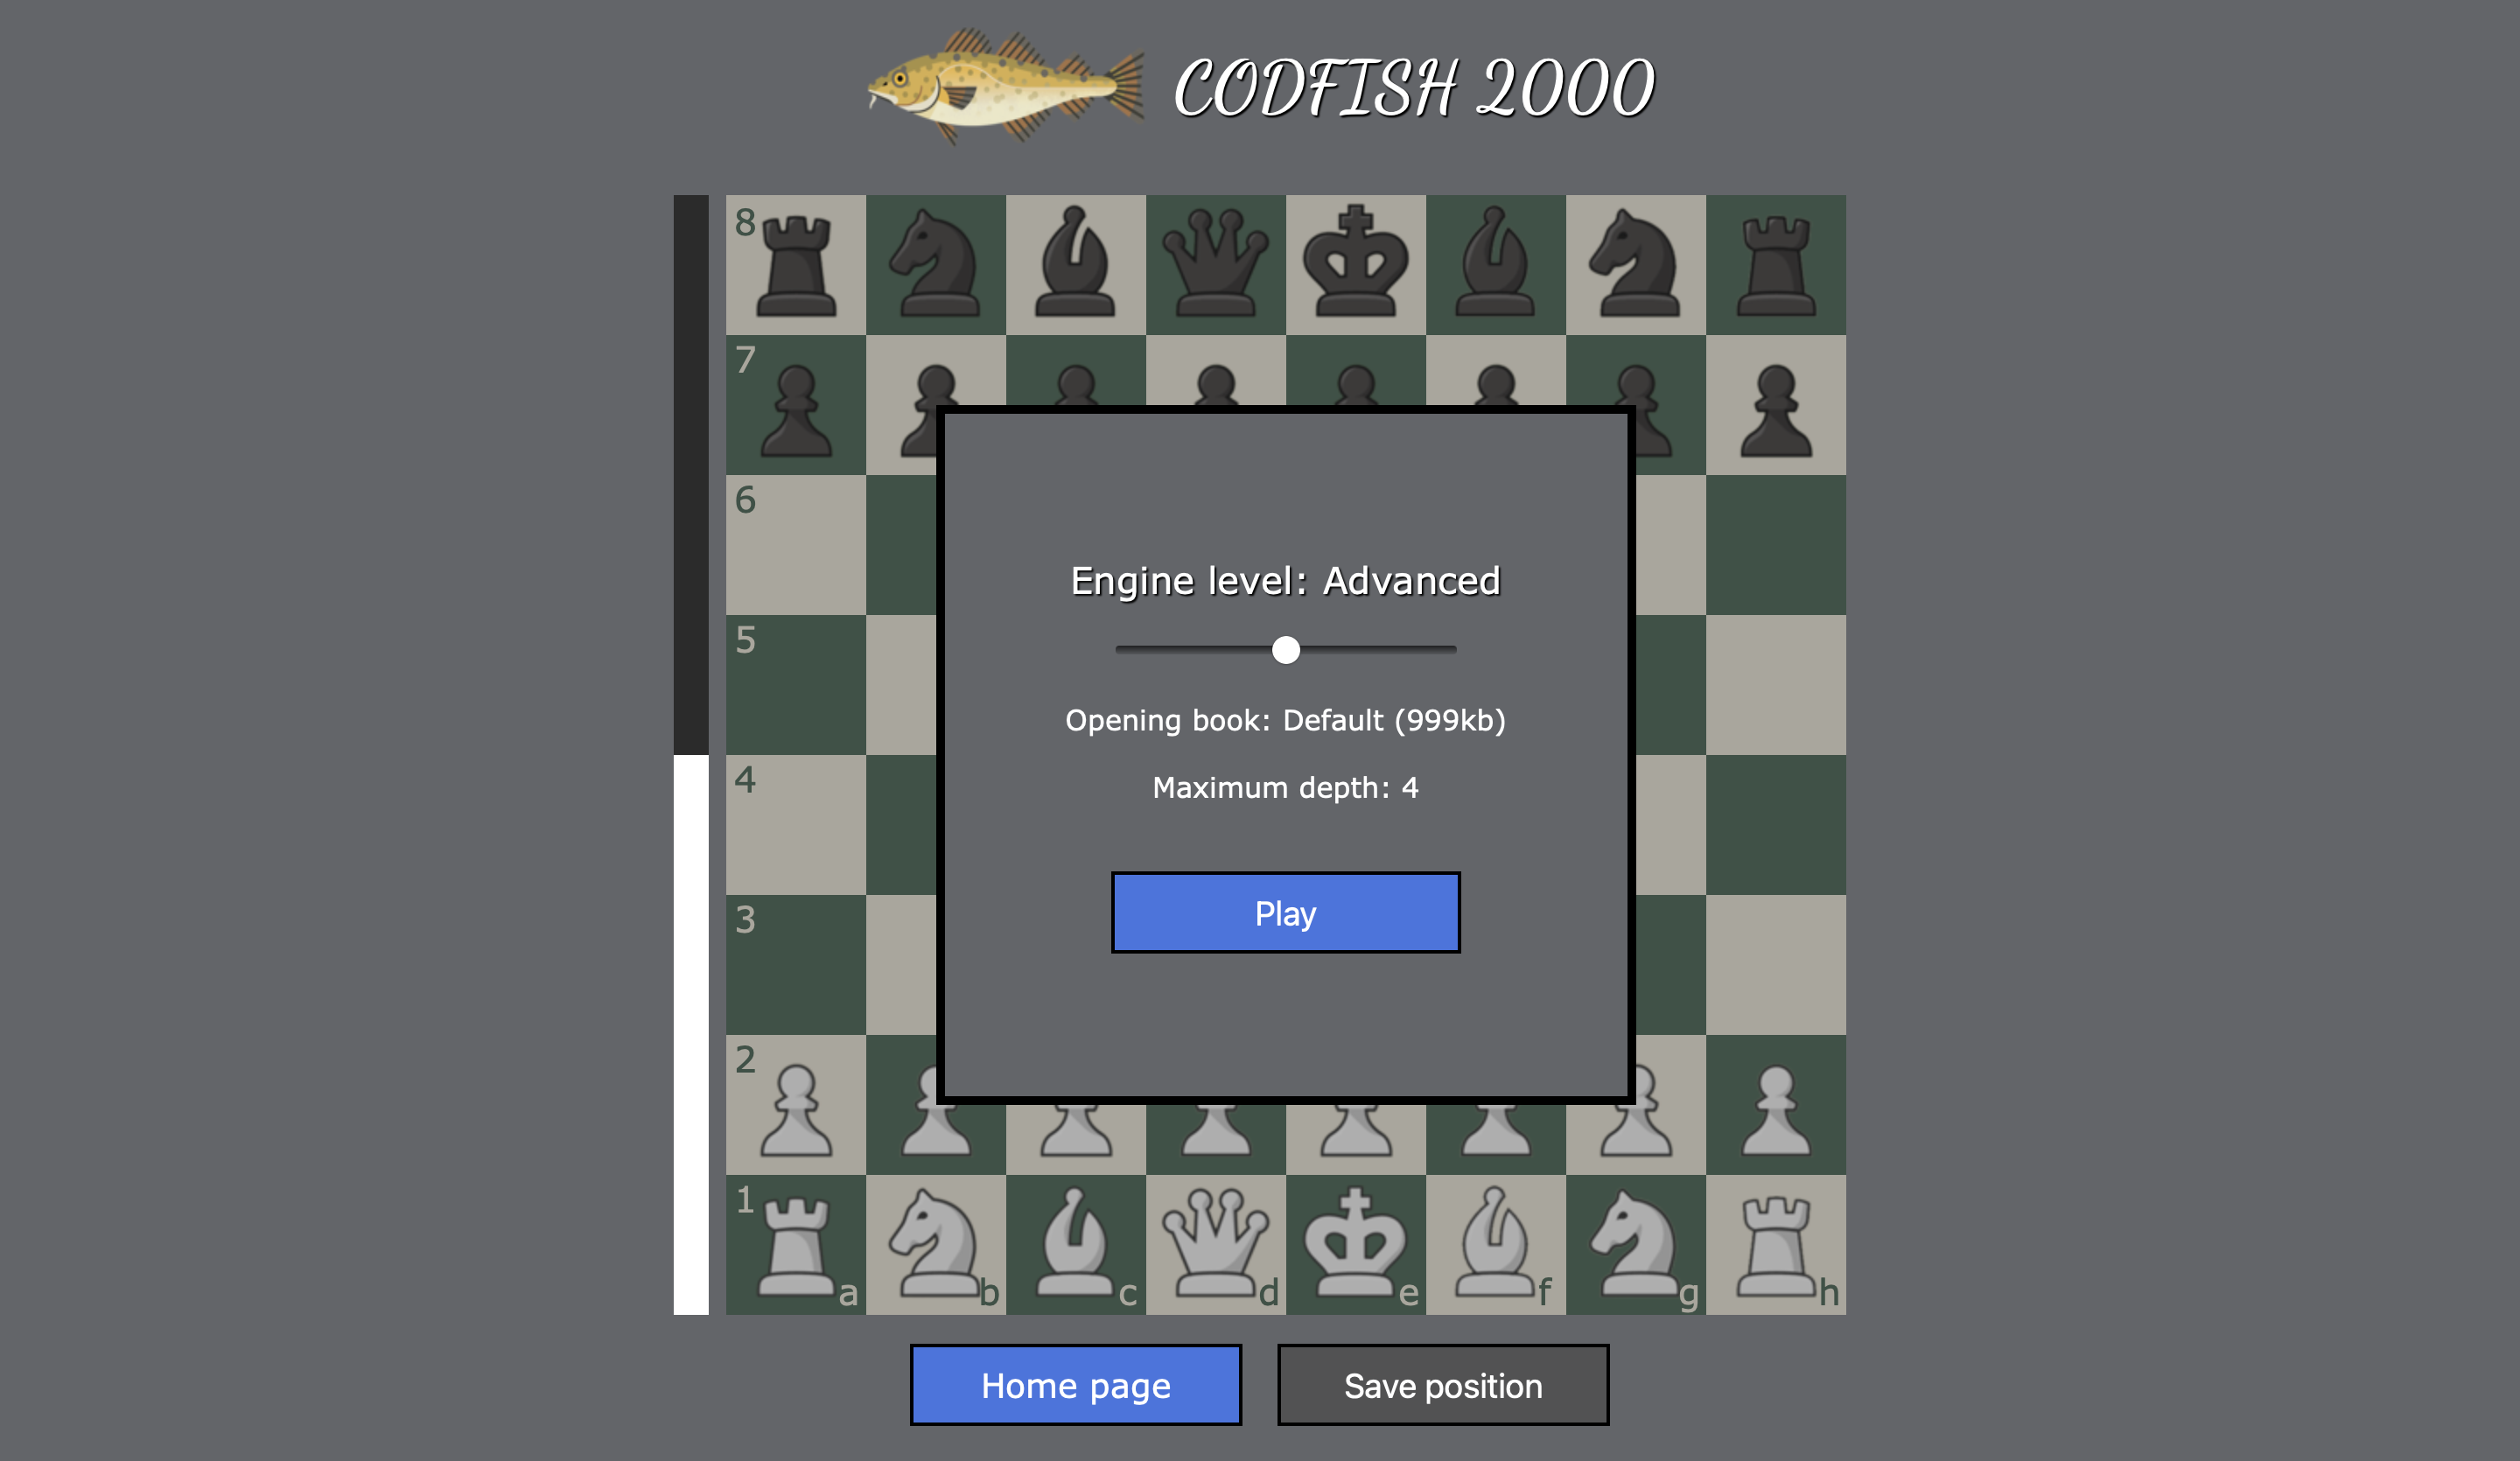 CODFISH 2000
8
7
6
Engine level: Advanced
5
Opening book: Default (999kb)
4
Maximum depth: 4
3
Play
2
1
a b c d e f g h
Home page
Save position